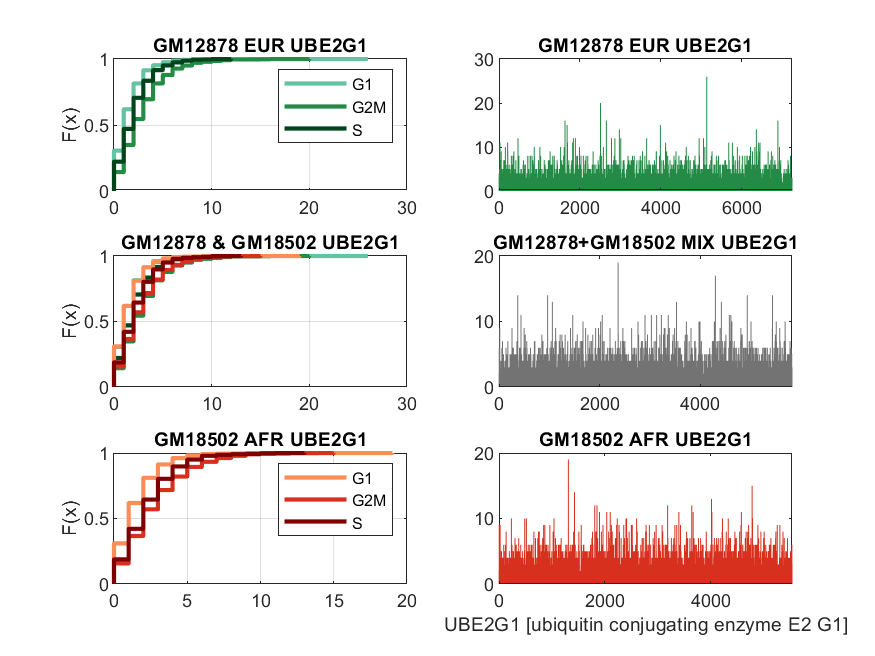 GM12878 EUR UBE2G1
1
0.5
0
F(x)
G1
G2M
S
0 10 20 30
GM12878 EUR UBE2G1
30
20
10
0
2000 4000 6000
GM12878 & GM18502 UBE2G1
1
0.5
0
F(x)
0 10 20 30
GM12878+GM18502 MIX UBE2G1
20
10
0
0 2000 4000
GM18502 AFR UBE2G1
1
0.5
0
F(x)
G1
G2M
S
0 5 10 15 20
GM18502 AFR UBE2G1
20
10
0
0 2000 4000
UBE2G1 [ubiquitin conjugating enzyme E2 G1]